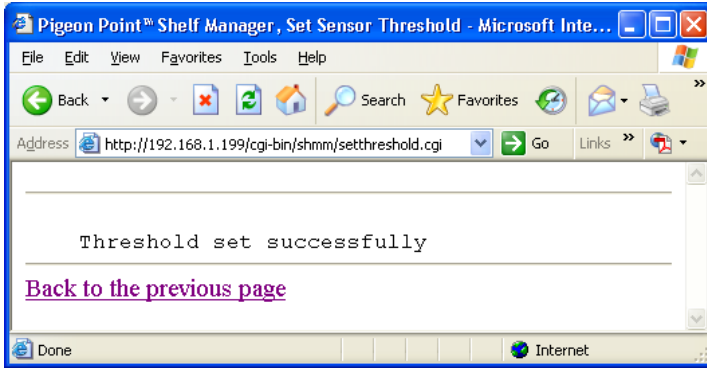 Pigeon Point™ Shelf Manager, Set Sensor Threshold - Microsoft Inte...
File Edit View Favorites Tools Help
Back Search Favorites »
Address http://192.168.1.199/cgi-bin/shmm/setthreshold.cgi Go Links »
Threshold set successfully
Back to the previous page
Done Internet